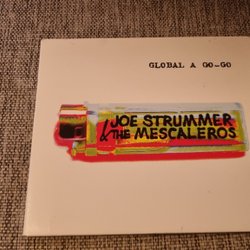 GLOBAL A GO-GO
JOE STRUMMER
& THE MESCALEROS